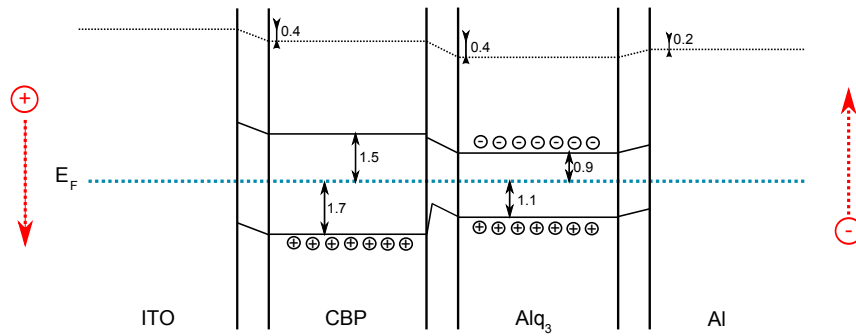 0.4
0.4
0.2
+
- - - - - - -
1.5
0.9
E_F
1.7
1.1
-
+ + + + + + +
+ + + + + + +
ITO
CBP
Alq₃
Al